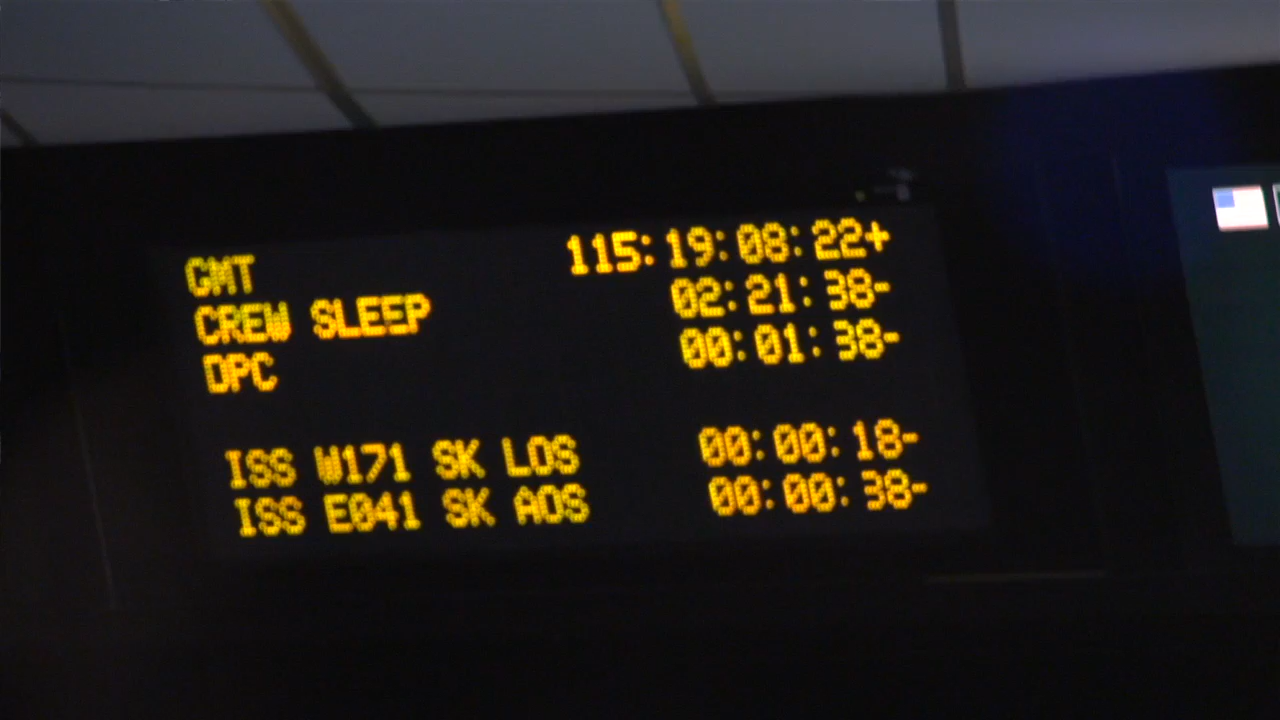 GMT 115:19:08:22+
CREW SLEEP 02:21:38-
DPC 00:01:38-
ISS W171 SK LOS 00:00:18-
ISS E041 SK AOS 00:00:38-